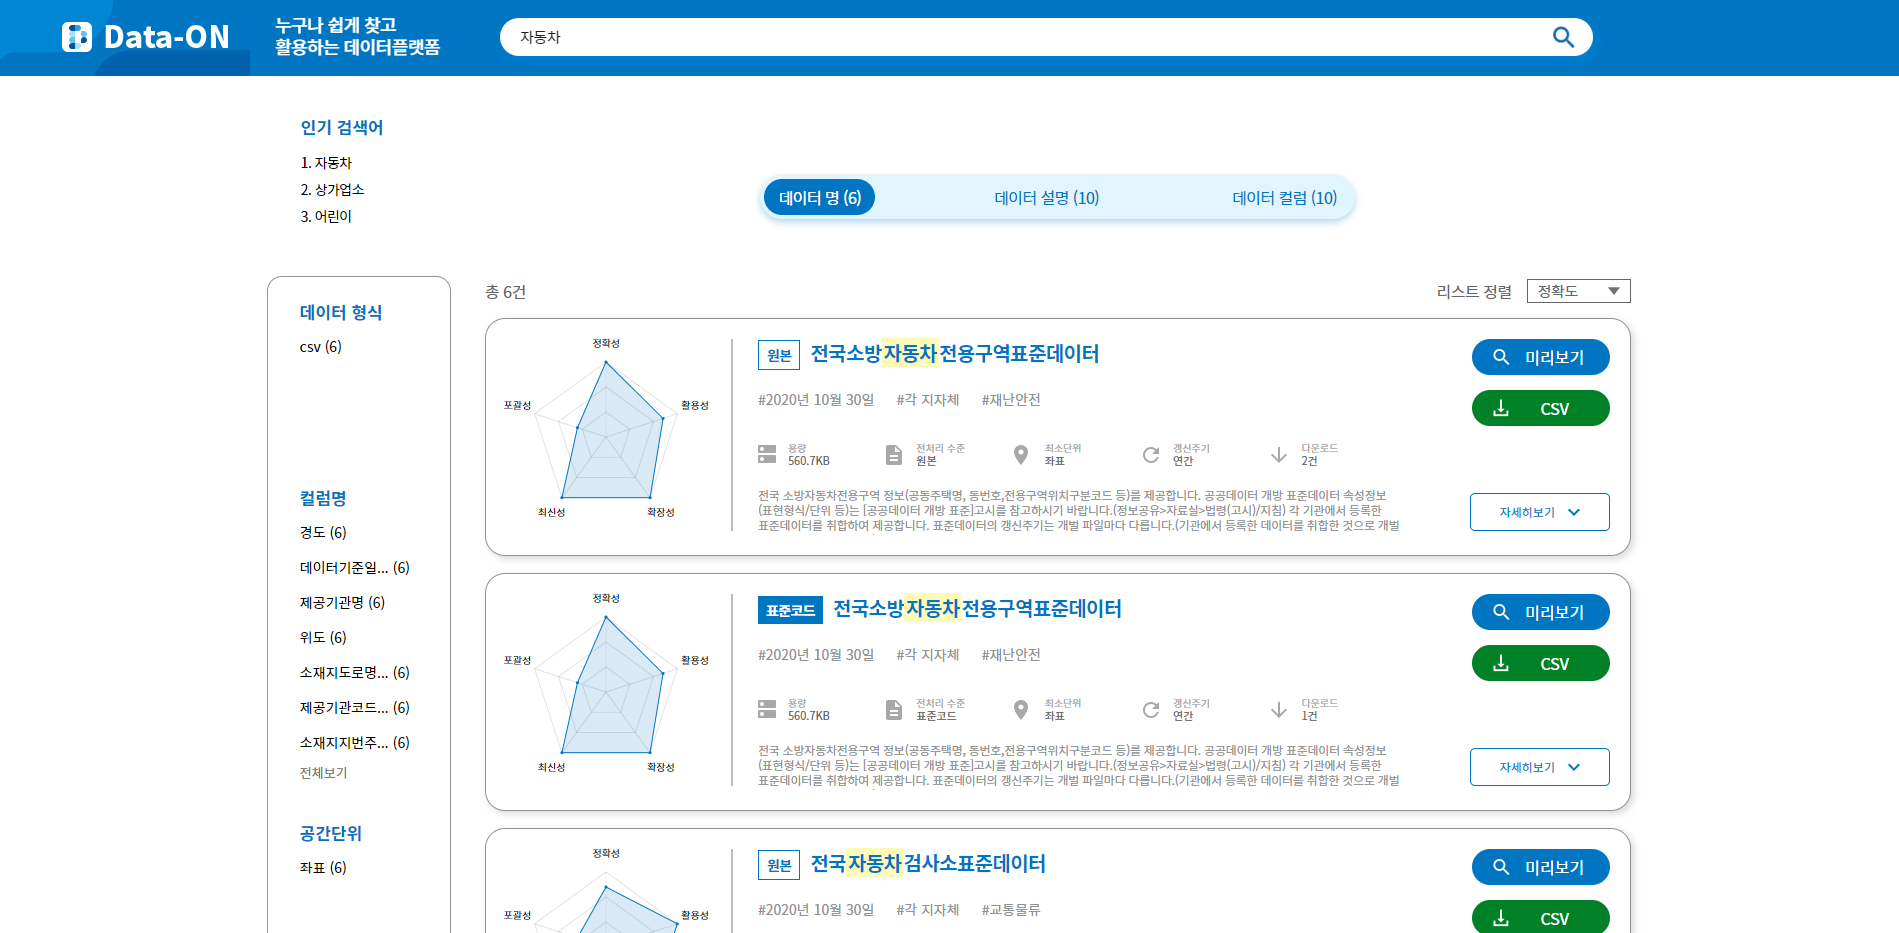 Data-ON
누구나 쉽게 찾고
활용하는 데이터플랫폼
자동차
인기 검색어
1. 자동차
2. 상가업소
3. 어린이
데이터 명 (6)
데이터 설명 (10)
데이터 컬럼 (10)
데이터 형식
csv (6)
컬럼명
경도 (6)
데이터기준일... (6)
제공기관명 (6)
위도 (6)
소재지도로명... (6)
제공기관코드... (6)
소재지지번주... (6)
전체보기
공간단위
좌표 (6)
총 6건
리스트 정렬
정확도
정확성
활용성
확장성
최신성
포괄성
원본 전국소방자동차전용구역표준데이터
#2020년 10월 30일 #각 지자체 #재난안전
용량
560.7KB
전처리 수준
원본
최소단위
좌표
갱신주기
연간
다운로드
2건
전국 소방자동차전용구역 정보(공동주택명, 동번호,전용구역위치구분코드 등)를 제공합니다. 공공데이터 개방 표준데이터 속성정보
(표현형식/단위 등)는 [공공데이터 개방 표준]고시를 참고하시기 바랍니다.(정보공유>자료실>법령(고시)/지침) 각 기관에서 등록한
표준데이터를 취합하여 제공합니다. 표준데이터의 갱신주기는 개벌 파일마다 다릅니다.(기관에서 등록한 데이터를 취합한 것으로 개벌
미리보기
CSV
자세히보기
정확성
활용성
확장성
최신성
포괄성
표준코드 전국소방자동차전용구역표준데이터
#2020년 10월 30일 #각 지자체 #재난안전
용량
560.7KB
전처리 수준
표준코드
최소단위
좌표
갱신주기
연간
다운로드
1건
전국 소방자동차전용구역 정보(공동주택명, 동번호,전용구역위치구분코드 등)를 제공합니다. 공공데이터 개방 표준데이터 속성정보
(표현형식/단위 등)는 [공공데이터 개방 표준]고시를 참고하시기 바랍니다.(정보공유>자료실>법령(고시)/지침) 각 기관에서 등록한
표준데이터를 취합하여 제공합니다. 표준데이터의 갱신주기는 개벌 파일마다 다릅니다.(기관에서 등록한 데이터를 취합한 것으로 개벌
미리보기
CSV
자세히보기
정확성
활용성
포괄성
원본 전국자동차검사소표준데이터
#2020년 10월 30일 #각 지자체 #교통물류
미리보기
CSV